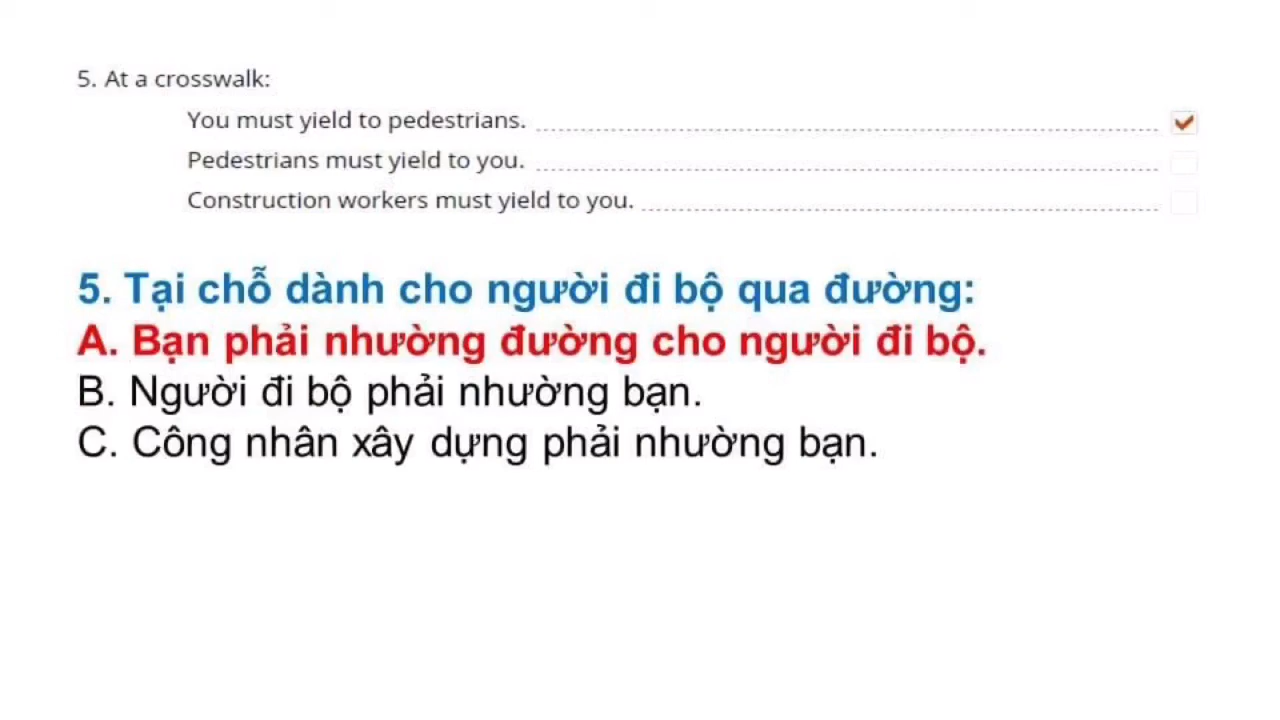 5. At a crosswalk:
You must yield to pedestrians.
Pedestrians must yield to you.
Construction workers must yield to you.
5. Tại chỗ dành cho người đi bộ qua đường:
A. Bạn phải nhường đường cho người đi bộ.
B. Người đi bộ phải nhường bạn.
C. Công nhân xây dựng phải nhường bạn.